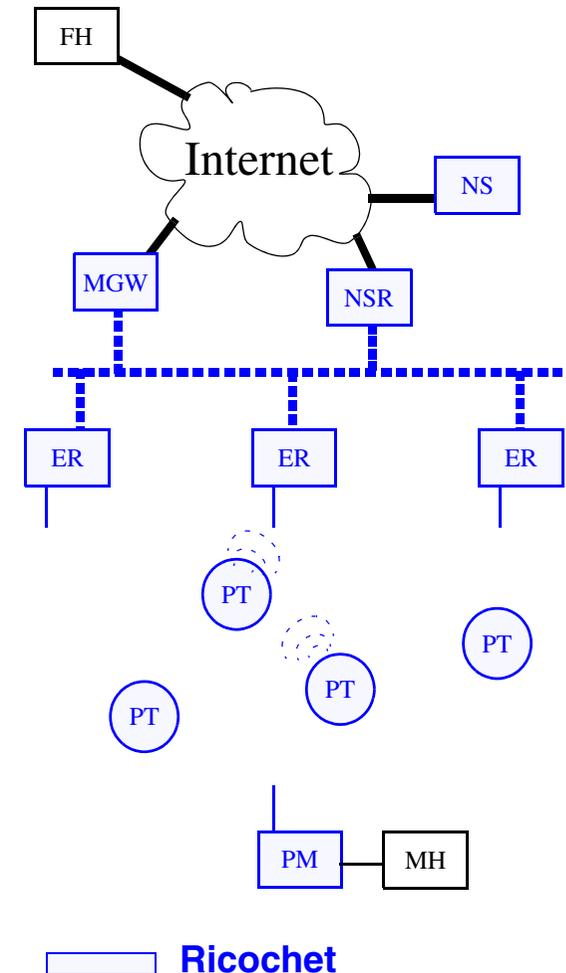 FH
Internet
NS
MGW
NSR
ER ER ER
PT
PT
PT
PT
PM MH
Ricochet